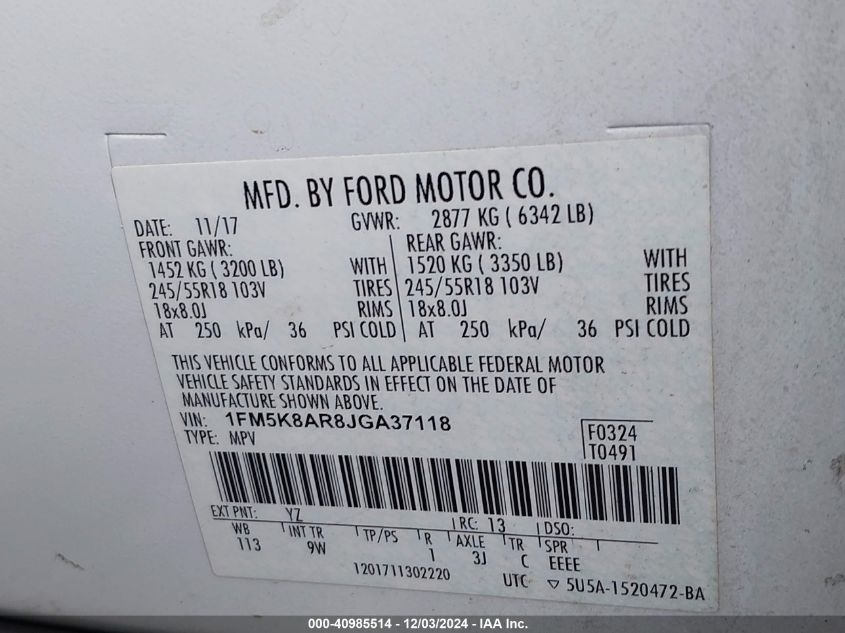 MFD. BY FORD MOTOR CO.
DATE: 11/17 GVWR: 2877 KG ( 6342 LB)
FRONT GAWR: REAR GAWR:
1452 KG ( 3200 LB) WITH 1520 KG ( 3350 LB) WITH
245/55R18 103V TIRES 245/55R18 103V TIRES
18x8.0J RIMS 18x8.0J RIMS
AT 250 kPa/ 36 PSI COLD AT 250 kPa/ 36 PSI COLD
THIS VEHICLE CONFORMS TO ALL APPLICABLE FEDERAL MOTOR
VEHICLE SAFETY STANDARDS IN EFFECT ON THE DATE OF
MANUFACTURE SHOWN ABOVE.
VIN: 1FM5K8AR8JGA37118 F0324
TYPE: MPV T0491
EXT PNT: YZ RC: 13 DSO:
WB INT TR TP/PS R AXLE TR SPR
113 9W 1 3J C EEEE
1201711302220 UTC ▽ 5U5A-1520472-BA
000-40985514 - 12/03/2024 - IAA Inc.